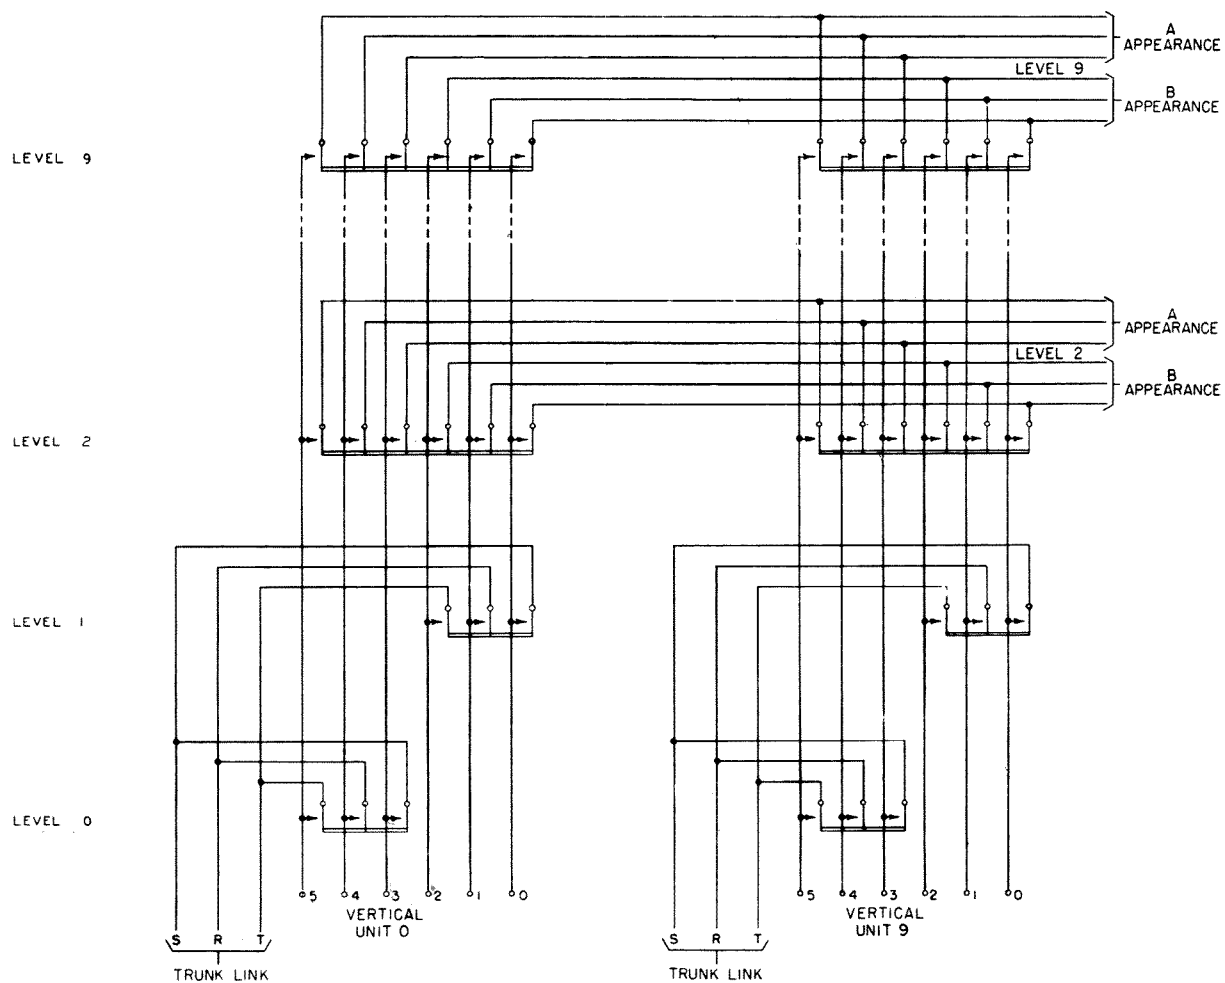 A
APPEARANCE
LEVEL 9
B
APPEARANCE
LEVEL 9
A
APPEARANCE
LEVEL 2
B
APPEARANCE
LEVEL 2
LEVEL 1
LEVEL 0
5 4 3 2 1 0
VERTICAL
UNIT 0
5 4 3 2 1 0
VERTICAL
UNIT 9
S R T
TRUNK LINK
S R T
TRUNK LINK